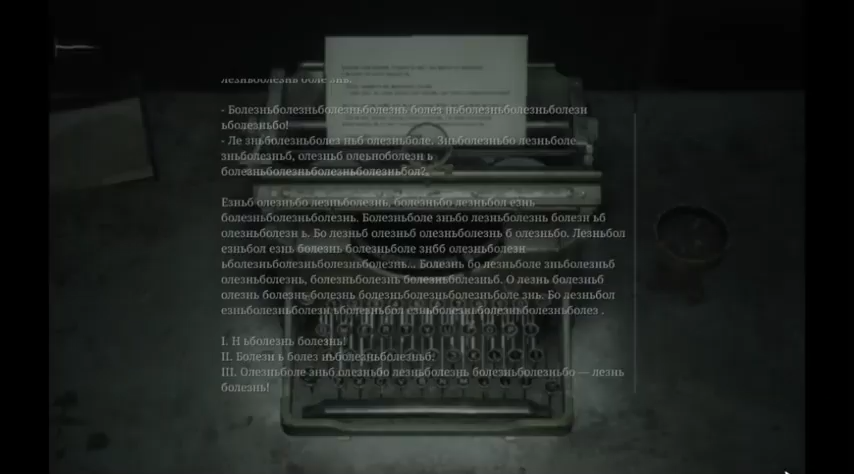 лезньболезнь боле знь.
- Болезньболезньболезньболезнь болез ньболезньболезньболези
ьболезньбо!
- Ле зньболезньболез ньб олезньболе. Зньболезньбо лезньболе
зньболезньб, олезньб олеьноболезн ь
болезньболезньболезньболезньбол?
Езньб олезньбо лезньболезнь, болезньбо лезньбол езнь
болезньболезньболезнь. Болезньболе зньбо лезньболезнь болезн ьб
олезньболезн ь. Бо лезньб олезньб олезньболезнь б олезньбо. Лезньбол
езньбол езнь болезнь болезньболе знбб олезньболезн
ьболезньболезньболезньболезнь... Болезнь бо лезньболе зньболезньб
олезньболезнь, болезньболезнь болезньболезньб. О лезнь болезньб
олезнь болезнь болезнь болезньболезньболезньболе знь. Бо лезньбол
езньболезньболезн ьболезньбол езньболезньболезньболезньболез .
I. Н ьболезнь болезнь!
II. Болезн ь болез ньболезньболезньб.
III. Олезньболе зньб олезньбо лезньболезнь болезньболезньбо — лезнь
болезнь!